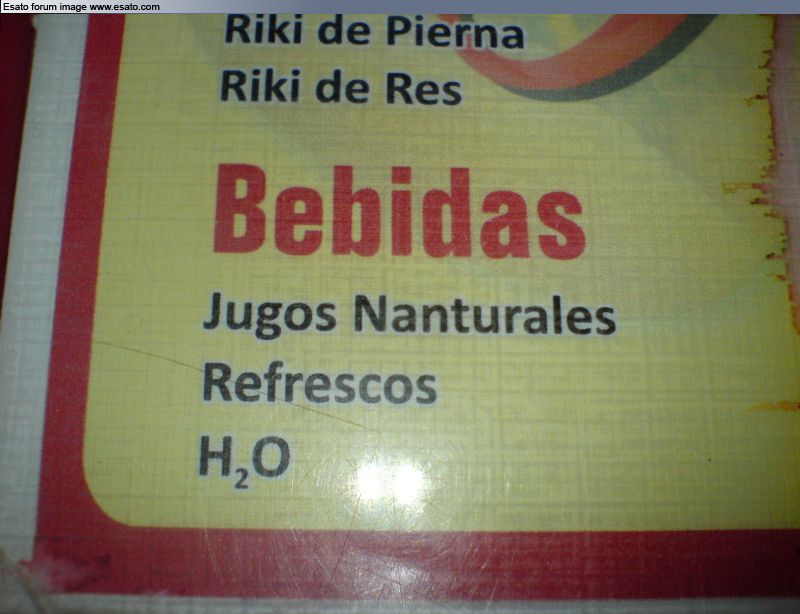 Esato forum image www.esato.com
Riki de Pierna
Riki de Res
Bebidas
Jugos Nanturales
Refrescos
H₂O